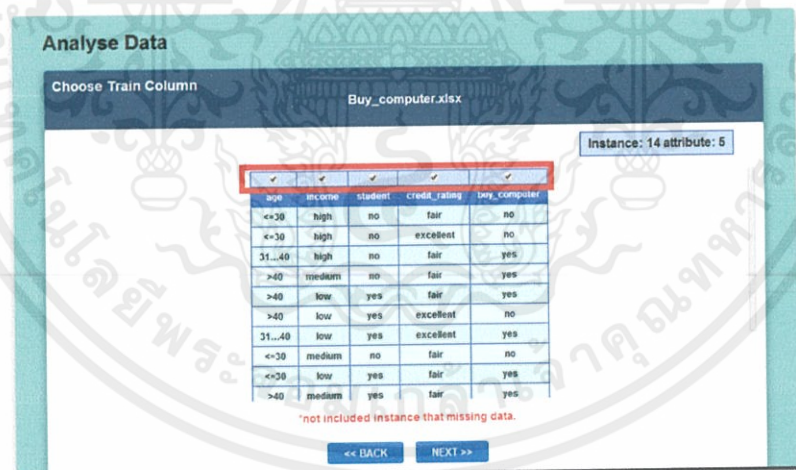 Analyse Data
Choose Train Column
Buy_computer.xlsx
Instance: 14 attribute: 5
age income student credit_rating buy_computer
<=30 high no fair no
<=30 high no excellent no
31...40 high no fair yes
>40 medium no fair yes
>40 low yes fair yes
>40 low yes excellent no
31...40 low yes excellent yes
<=30 medium no fair no
<=30 low yes fair yes
>40 medium yes fair yes
*not included instance that missing data.
<< BACK NEXT >>